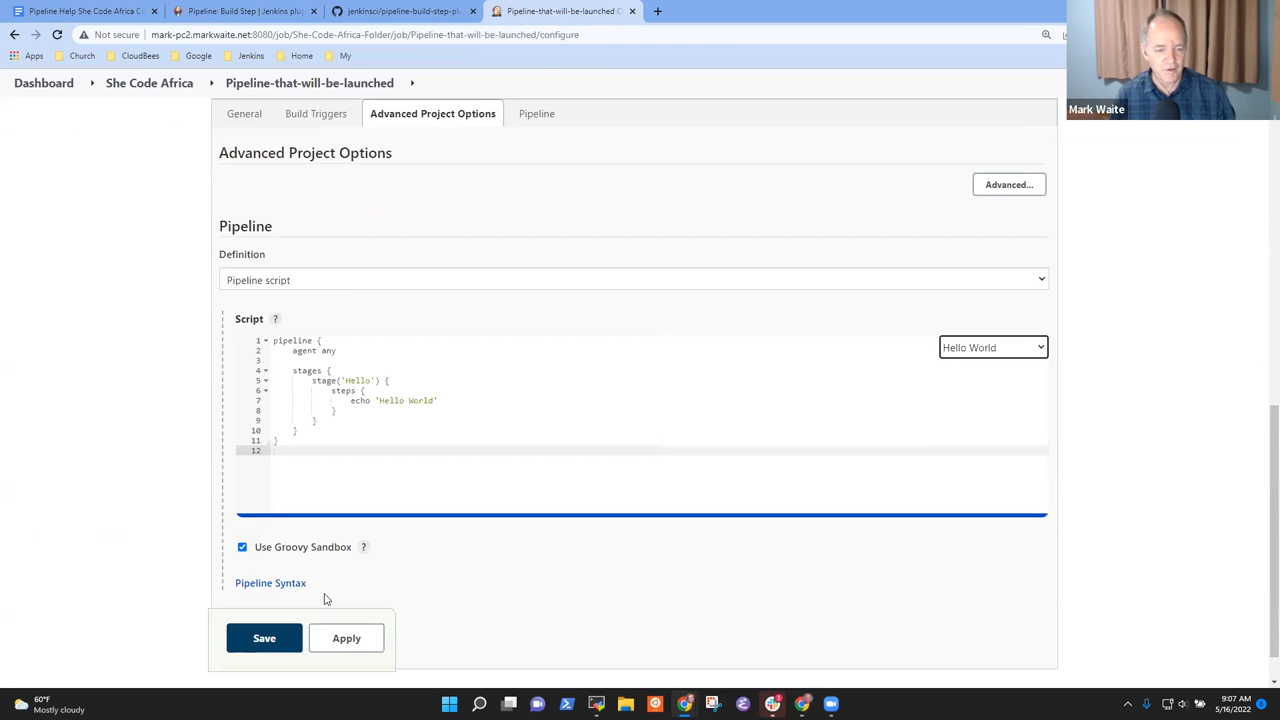 Pipeline Help She Code Africa Co
Pipeline: Build Step | Jenkins plug
jenkinsci/pipeline-build-step-plu
Pipeline-that-will-be-launched C
Not secure | mark-pc2.markwaite.net:8080/job/She-Code-Africa-Folder/job/Pipeline-that-will-be-launched/configure
Apps Church CloudBees Google Jenkins Home My
Dashboard She Code Africa Pipeline-that-will-be-launched
Mark Waite
General Build Triggers Advanced Project Options Pipeline
Advanced Project Options
Advanced...
Pipeline
Definition
Pipeline script
Script ?
Hello World
1 pipeline {
2 agent any
3
4 stages {
5 stage('Hello') {
6 steps {
7 echo 'Hello World'
8 }
9 }
10 }
11 }
12
Use Groovy Sandbox ?
Pipeline Syntax
Save Apply
60°F
Mostly cloudy
9:07 AM
5/16/2022